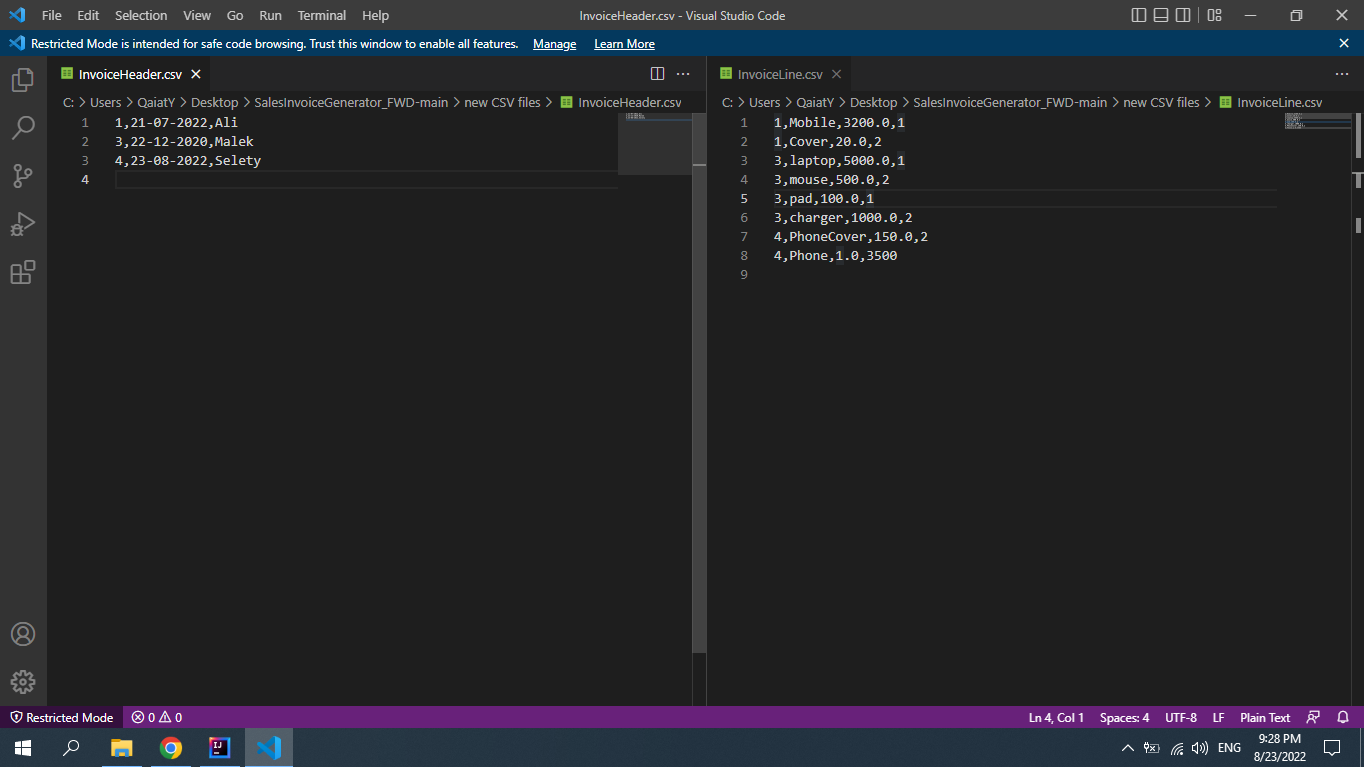 File Edit Selection View Go Run Terminal Help InvoiceHeader.csv - Visual Studio Code
Restricted Mode is intended for safe code browsing. Trust this window to enable all features. Manage Learn More
InvoiceHeader.csv
C: > Users > QaiatY > Desktop > SalesInvoiceGenerator_FWD-main > new CSV files > InvoiceHeader.csv
1 1,21-07-2022,Ali
2 3,22-12-2020,Malek
3 4,23-08-2022,Selety
4
InvoiceLine.csv
C: > Users > QaiatY > Desktop > SalesInvoiceGenerator_FWD-main > new CSV files > InvoiceLine.csv
1 1,Mobile,3200.0,1
2 1,Cover,20.0,2
3 3,laptop,5000.0,1
4 3,mouse,500.0,2
5 3,pad,100.0,1
6 3,charger,1000.0,2
7 4,PhoneCover,150.0,2
8 4,Phone,1.0,3500
9
Restricted Mode 0 0 Ln 4, Col 1 Spaces: 4 UTF-8 LF Plain Text
IJ ENG 9:28 PM
8/23/2022